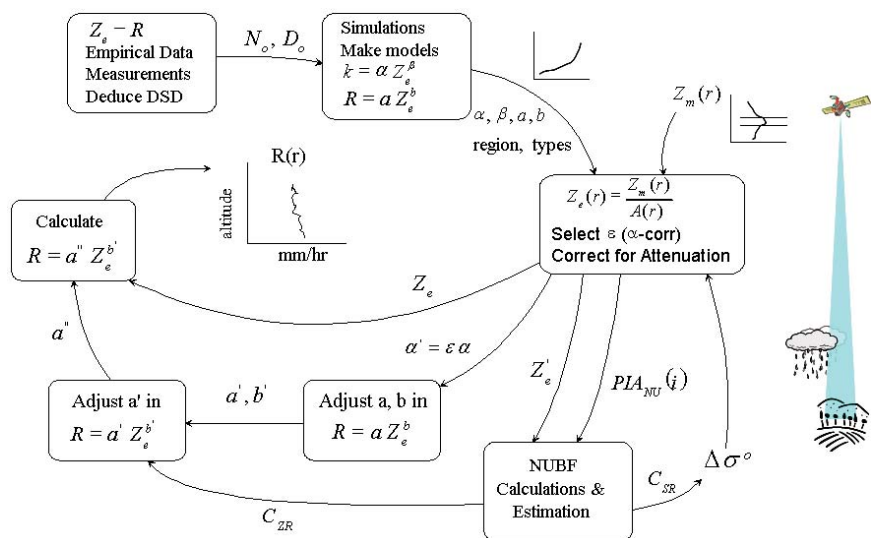 Z_e − R
Empirical Data
Measurements
Deduce DSD
N_o, D_o
Simulations
Make models
k = α Z_e^β
R = a Z_e^b
α, β, a, b
region, types
Z_m(r)
Z_e(r) = Z_m(r) / A(r)
Select ε (α-corr)
Correct for Attenuation
R(r)
altitude
mm/hr
Calculate
R = a" Z_e^b'
Z_e
a"
α' = ε α
Z_e'
PIA_NU(i)
Adjust a' in
R = a' Z_e^b'
a', b'
Adjust a, b in
R = a Z_e^b
NUBF
Calculations &
Estimation
C_SR
Δσ°
C_ZR